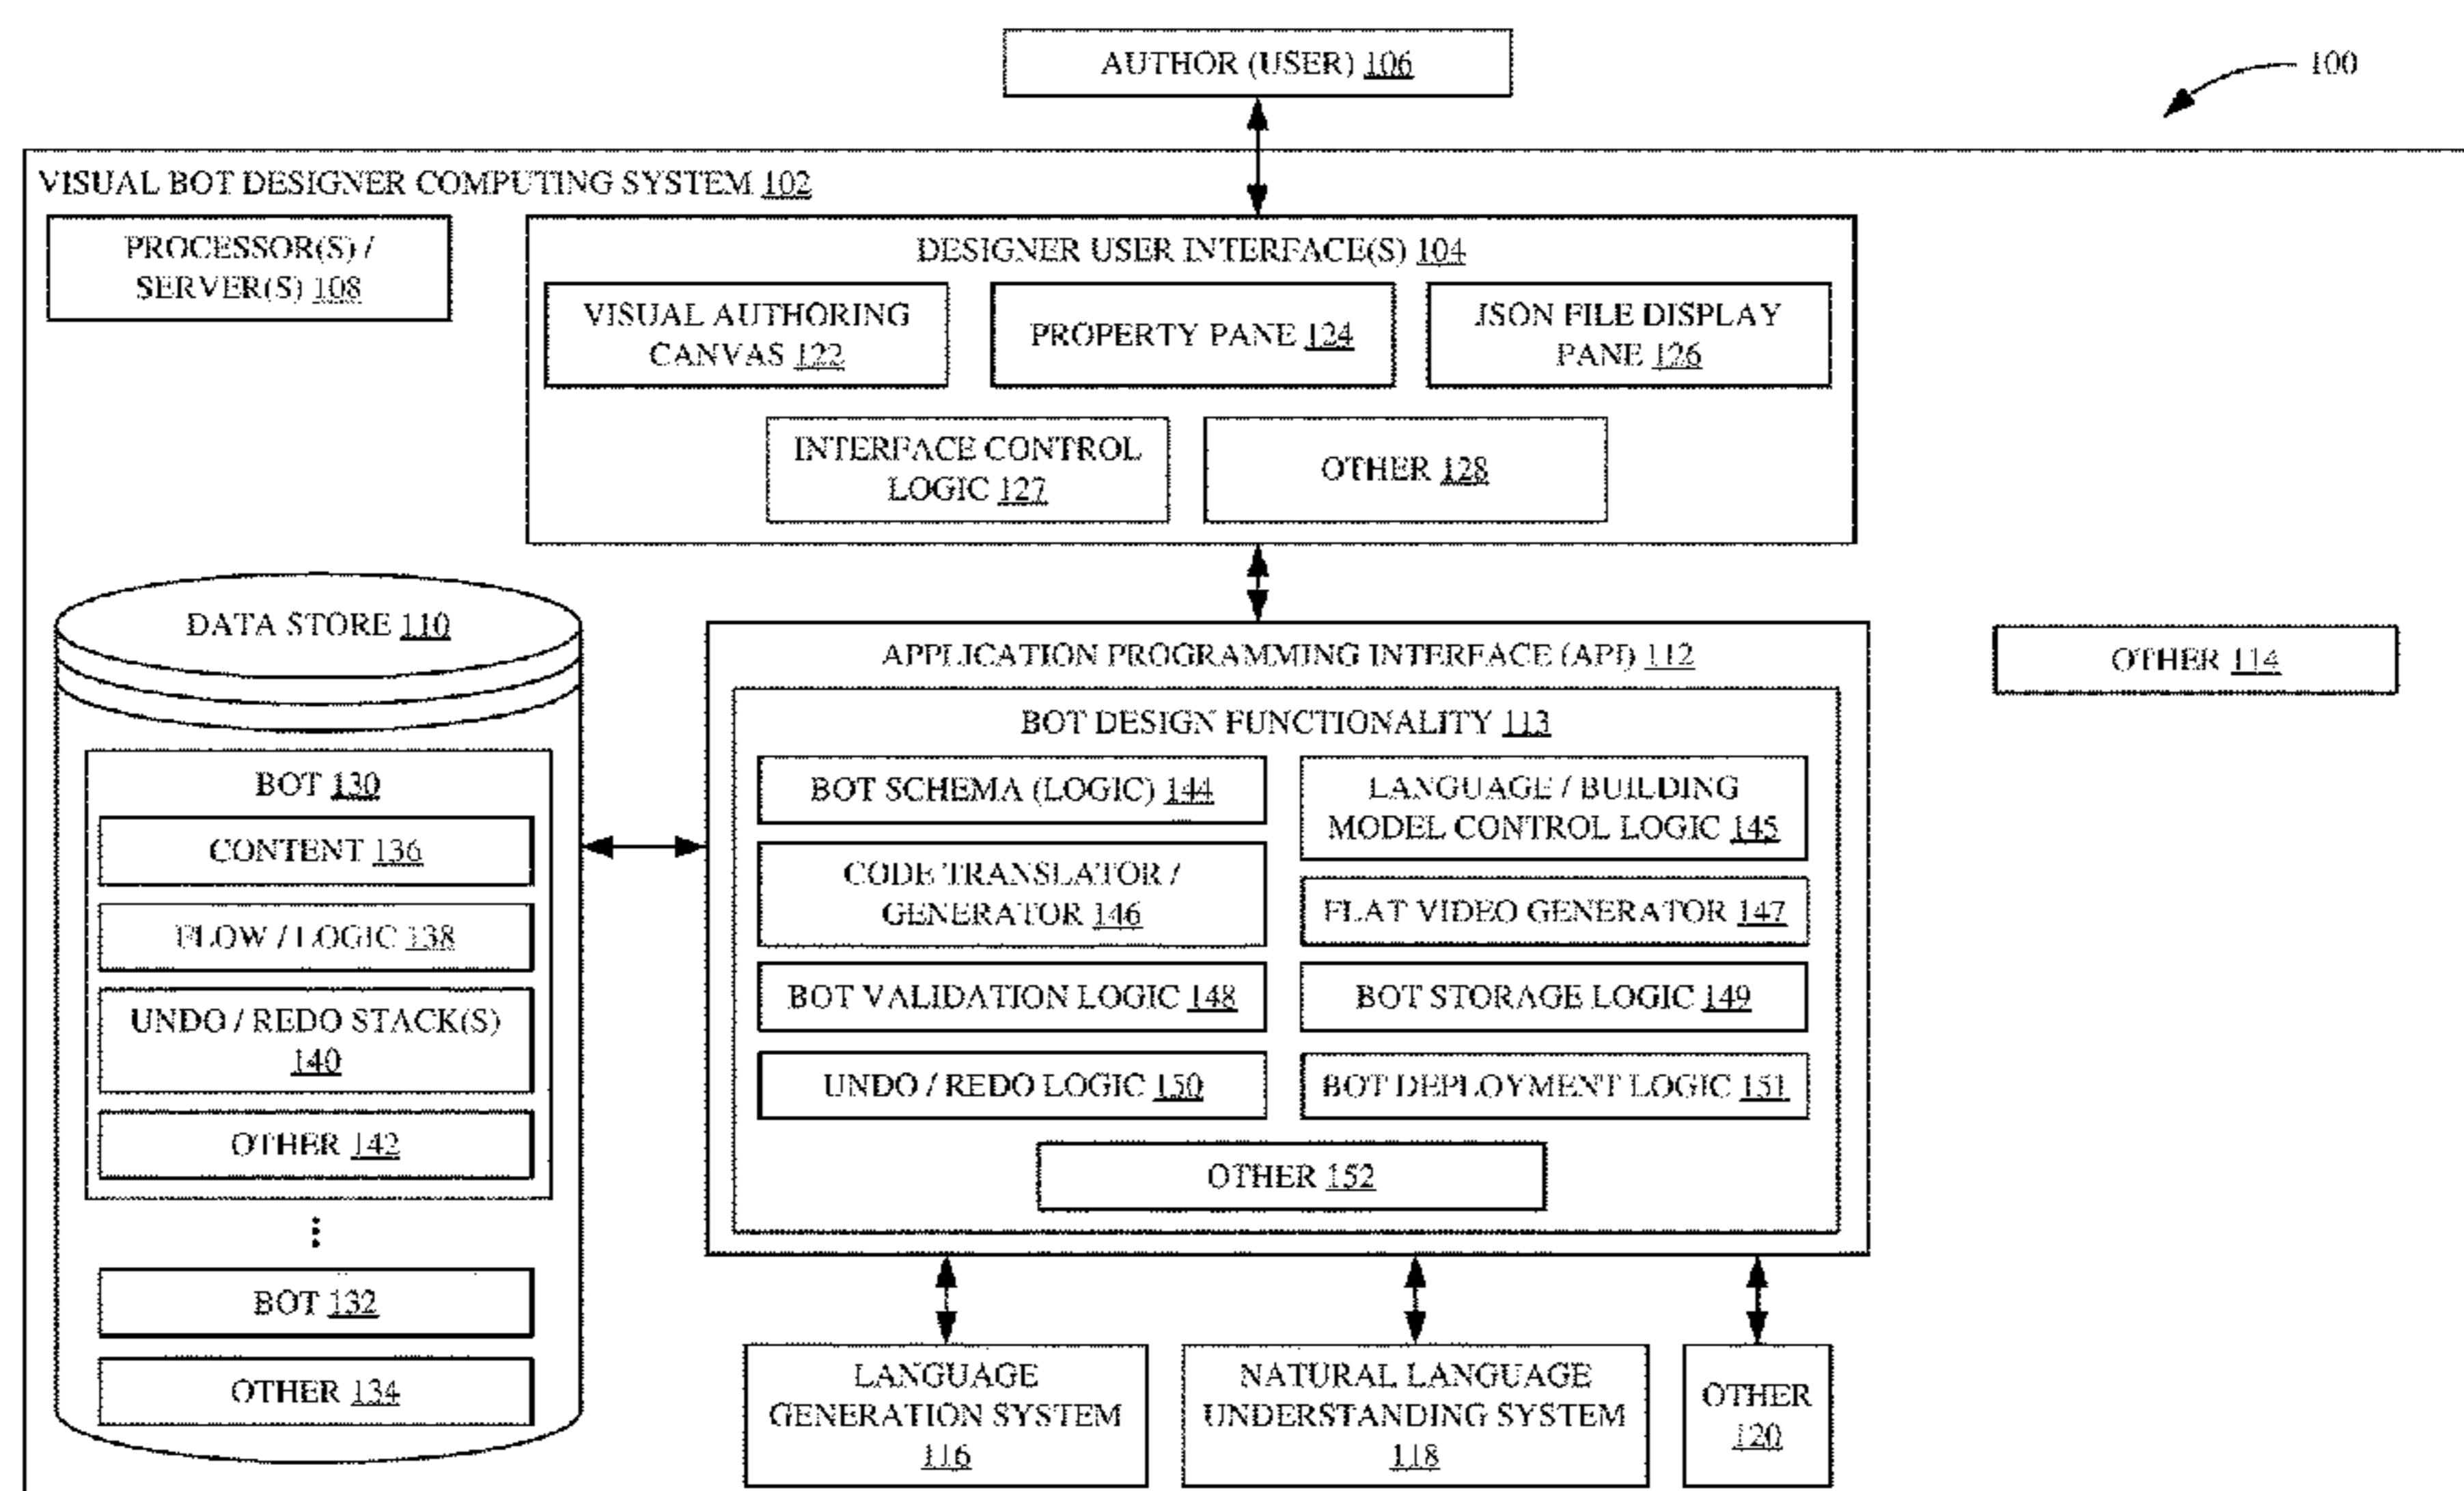 AUTHOR (USER) 106
100
VISUAL BOT DESIGNER COMPUTING SYSTEM 102
PROCESSOR(S) /
SERVER(S) 108
DESIGNER USER INTERFACE(S) 104
VISUAL AUTHORING
CANVAS 122
PROPERTY PANE 124
JSON FILE DISPLAY
PANE 126
INTERFACE CONTROL
LOGIC 127
OTHER 128
DATA STORE 110
BOT 130
CONTENT 136
FLOW / LOGIC 138
UNDO / REDO STACK(S)
140
OTHER 142
BOT 132
OTHER 134
APPLICATION PROGRAMMING INTERFACE (API) 112
BOT DESIGN FUNCTIONALITY 113
BOT SCHEMA (LOGIC) 144
LANGUAGE / BUILDING
MODEL CONTROL LOGIC 145
CODE TRANSLATOR /
GENERATOR 146
FLAT VIDEO GENERATOR 147
BOT VALIDATION LOGIC 148
BOT STORAGE LOGIC 149
UNDO / REDO LOGIC 150
BOT DEPLOYMENT LOGIC 151
OTHER 152
OTHER 114
LANGUAGE
GENERATION SYSTEM
116
NATURAL LANGUAGE
UNDERSTANDING SYSTEM
118
OTHER
120